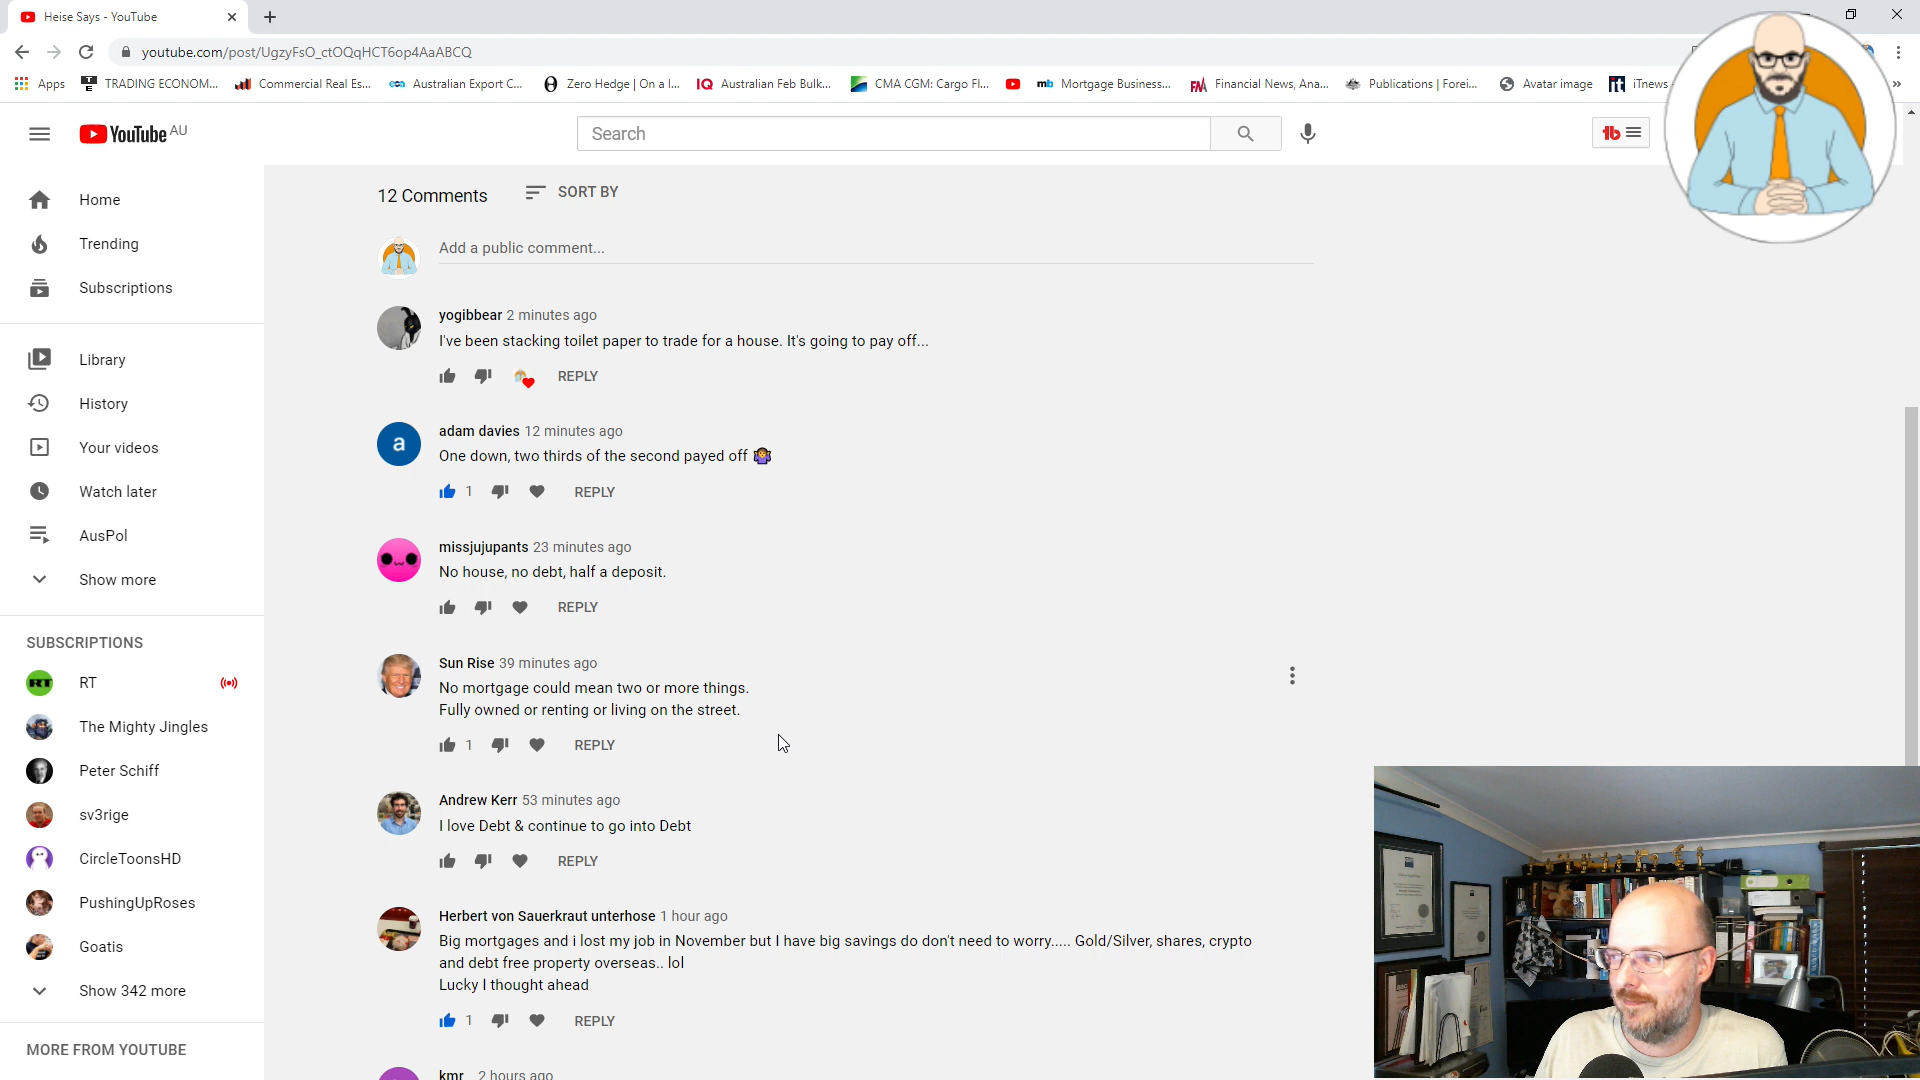 Heise Says - YouTube
youtube.com/post/UgzyFsO_ctOQqHCT6op4AaABCQ
Apps TRADING ECONOM... Commercial Real Es... Australian Export C... Zero Hedge | On a l... Australian Feb Bulk... CMA CGM: Cargo Fl... Mortgage Business... Financial News, Ana... Publications | Forei... Avatar image iTnews
YouTube AU
Search
Home
Trending
Subscriptions
Library
History
Your videos
Watch later
AusPol
Show more
SUBSCRIPTIONS
RT
The Mighty Jingles
Peter Schiff
sv3rige
CircleToonsHD
PushingUpRoses
Goatis
Show 342 more
MORE FROM YOUTUBE
12 Comments SORT BY
Add a public comment...
yogibbear 2 minutes ago
I've been stacking toilet paper to trade for a house. It's going to pay off...
REPLY
adam davies 12 minutes ago
One down, two thirds of the second payed off
1 REPLY
missjujupants 23 minutes ago
No house, no debt, half a deposit.
REPLY
Sun Rise 39 minutes ago
No mortgage could mean two or more things.
Fully owned or renting or living on the street.
1 REPLY
Andrew Kerr 53 minutes ago
I love Debt & continue to go into Debt
REPLY
Herbert von Sauerkraut unterhose 1 hour ago
Big mortgages and i lost my job in November but I have big savings do don't need to worry..... Gold/Silver, shares, crypto
and debt free property overseas.. lol
Lucky I thought ahead
1 REPLY
kmr 2 hours ago